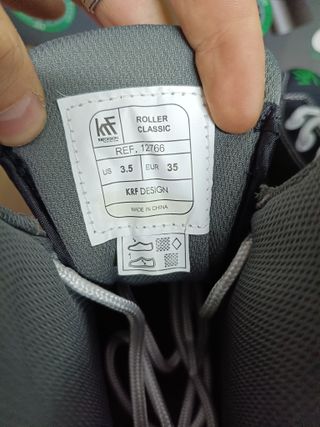 KRF
ROLLER
CLASSIC
REF. 12766
US 3.5 EUR 35
KRF DESIGN
MADE IN CHINA